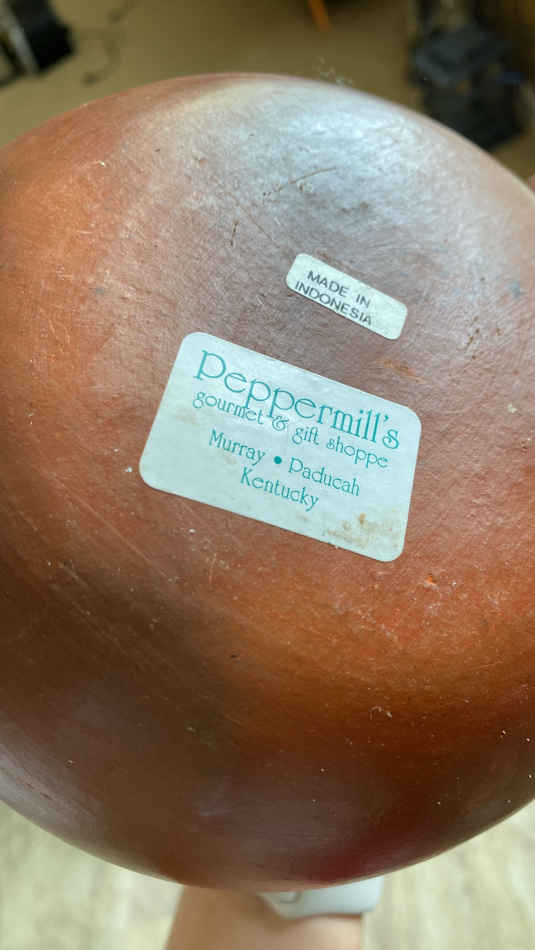 MADE IN
INDONESIA
Peppermill's
gourmet & gift shoppe
Murray • Paducah
Kentucky